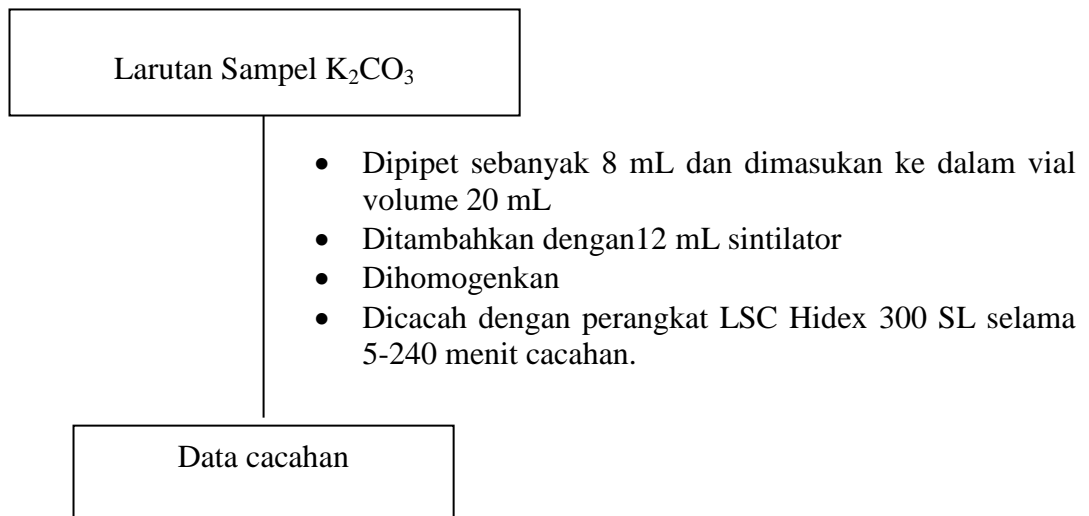 Larutan Sampel K₂CO₃
• Dipipet sebanyak 8 mL dan dimasukan ke dalam vial
volume 20 mL
• Ditambahkan dengan12 mL sintilator
• Dihomogenkan
• Dicacah dengan perangkat LSC Hidex 300 SL selama
5-240 menit cacahan.
Data cacahan